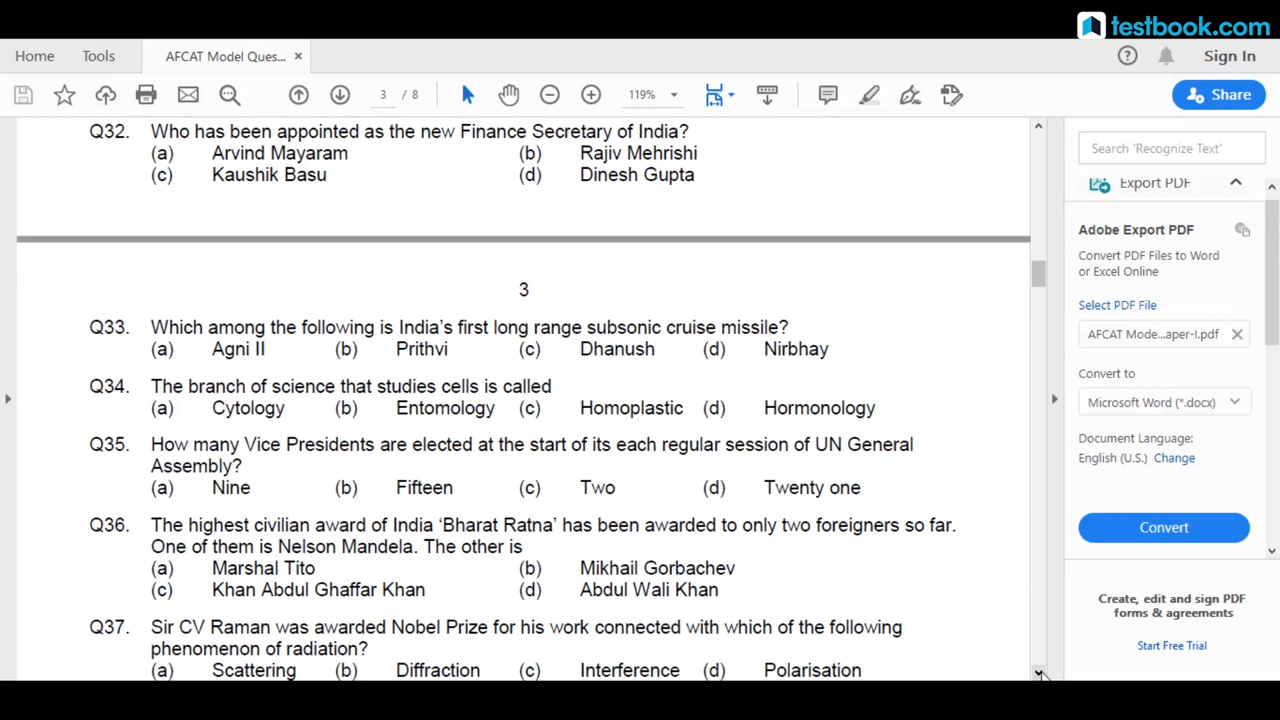 testbook.com
Home Tools AFCAT Model Ques... × ? Sign In
3 / 8 119% Share
Q32. Who has been appointed as the new Finance Secretary of India?
(a) Arvind Mayaram (b) Rajiv Mehrishi
(c) Kaushik Basu (d) Dinesh Gupta
3
Q33. Which among the following is India's first long range subsonic cruise missile?
(a) Agni II (b) Prithvi (c) Dhanush (d) Nirbhay
Q34. The branch of science that studies cells is called
(a) Cytology (b) Entomology (c) Homoplastic (d) Hormonology
Q35. How many Vice Presidents are elected at the start of its each regular session of UN General
Assembly?
(a) Nine (b) Fifteen (c) Two (d) Twenty one
Q36. The highest civilian award of India ‘Bharat Ratna’ has been awarded to only two foreigners so far.
One of them is Nelson Mandela. The other is
(a) Marshal Tito (b) Mikhail Gorbachev
(c) Khan Abdul Ghaffar Khan (d) Abdul Wali Khan
Q37. Sir CV Raman was awarded Nobel Prize for his work connected with which of the following
phenomenon of radiation?
(a) Scattering (b) Diffraction (c) Interference (d) Polarisation
Search 'Recognize Text'
Export PDF
Adobe Export PDF
Convert PDF Files to Word
or Excel Online
Select PDF File
AFCAT Mode...aper-I.pdf ×
Convert to
Microsoft Word (*.docx)
Document Language:
English (U.S.) Change
Convert
Create, edit and sign PDF
forms & agreements
Start Free Trial